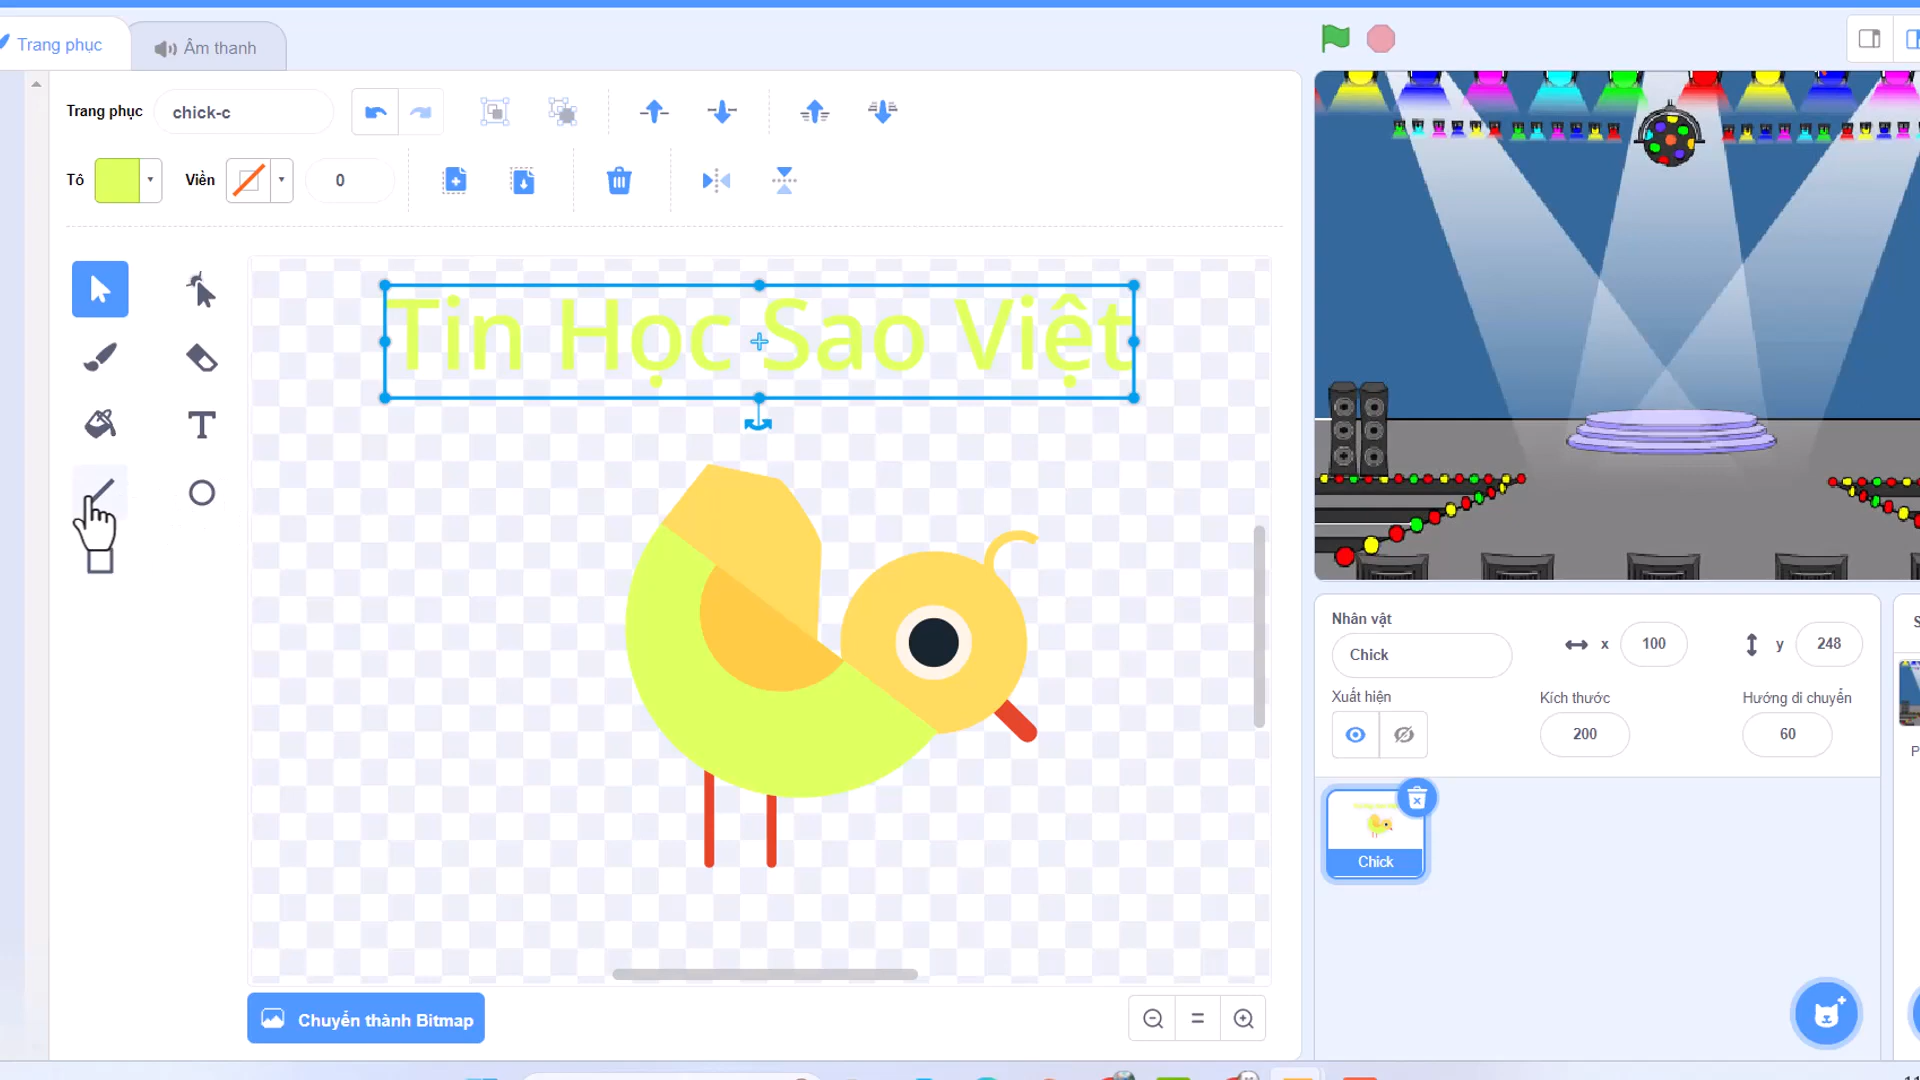 Trang phục
Âm thanh
Trang phục
chick-c
Tô
Viền
0
Tin Học Sao Việt
Chuyển thành Bitmap
Nhân vật
Chick
x
100
y
248
Xuất hiện
Kích thước
Hướng di chuyển
200
60
Chick